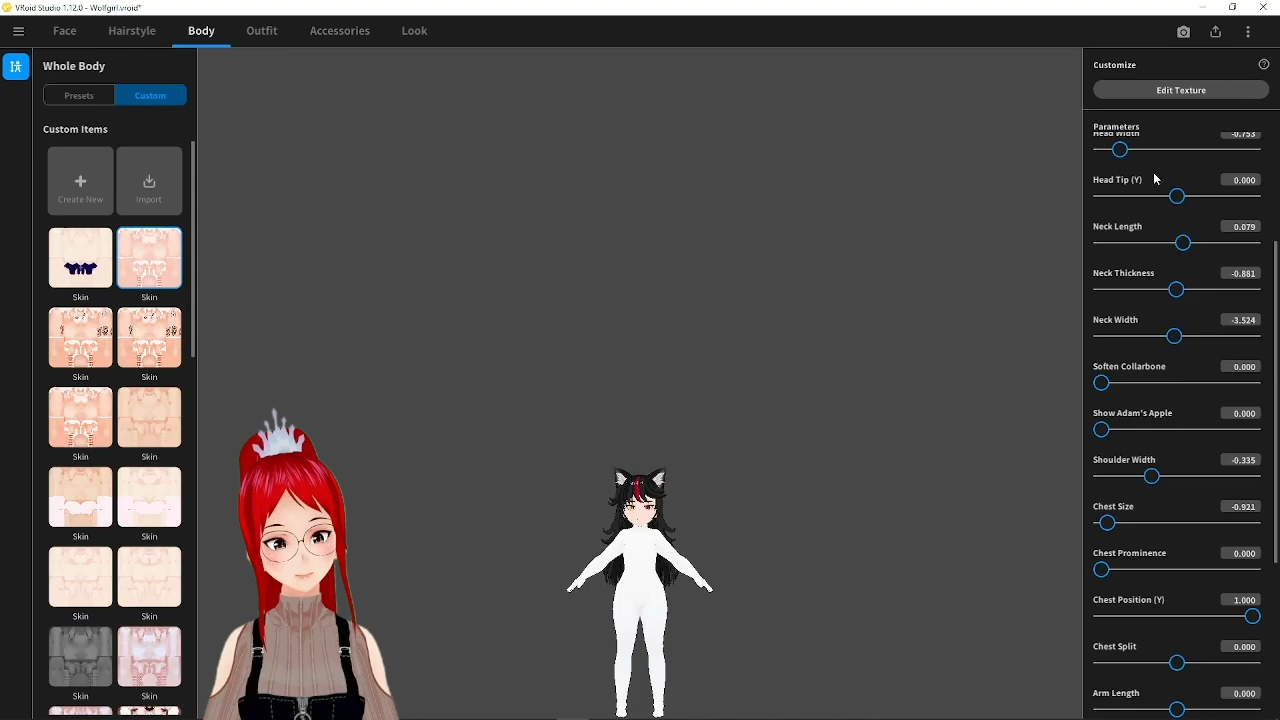 VRoid Studio 1.12.0 - Wolfgirl.vroid*
Face
Hairstyle
Body
Outfit
Accessories
Look
Whole Body
Presets
Custom
Custom Items
Create New
Import
Skin
Skin
Skin
Skin
Skin
Skin
Skin
Skin
Skin
Skin
Skin
Skin
Customize
Edit Texture
Parameters
Head Width -0.753
Head Tip (Y) 0.000
Neck Length 0.079
Neck Thickness -0.881
Neck Width -3.524
Soften Collarbone 0.000
Show Adam's Apple 0.000
Shoulder Width -0.335
Chest Size -0.921
Chest Prominence 0.000
Chest Position (Y) 1.000
Chest Split 0.000
Arm Length 0.000